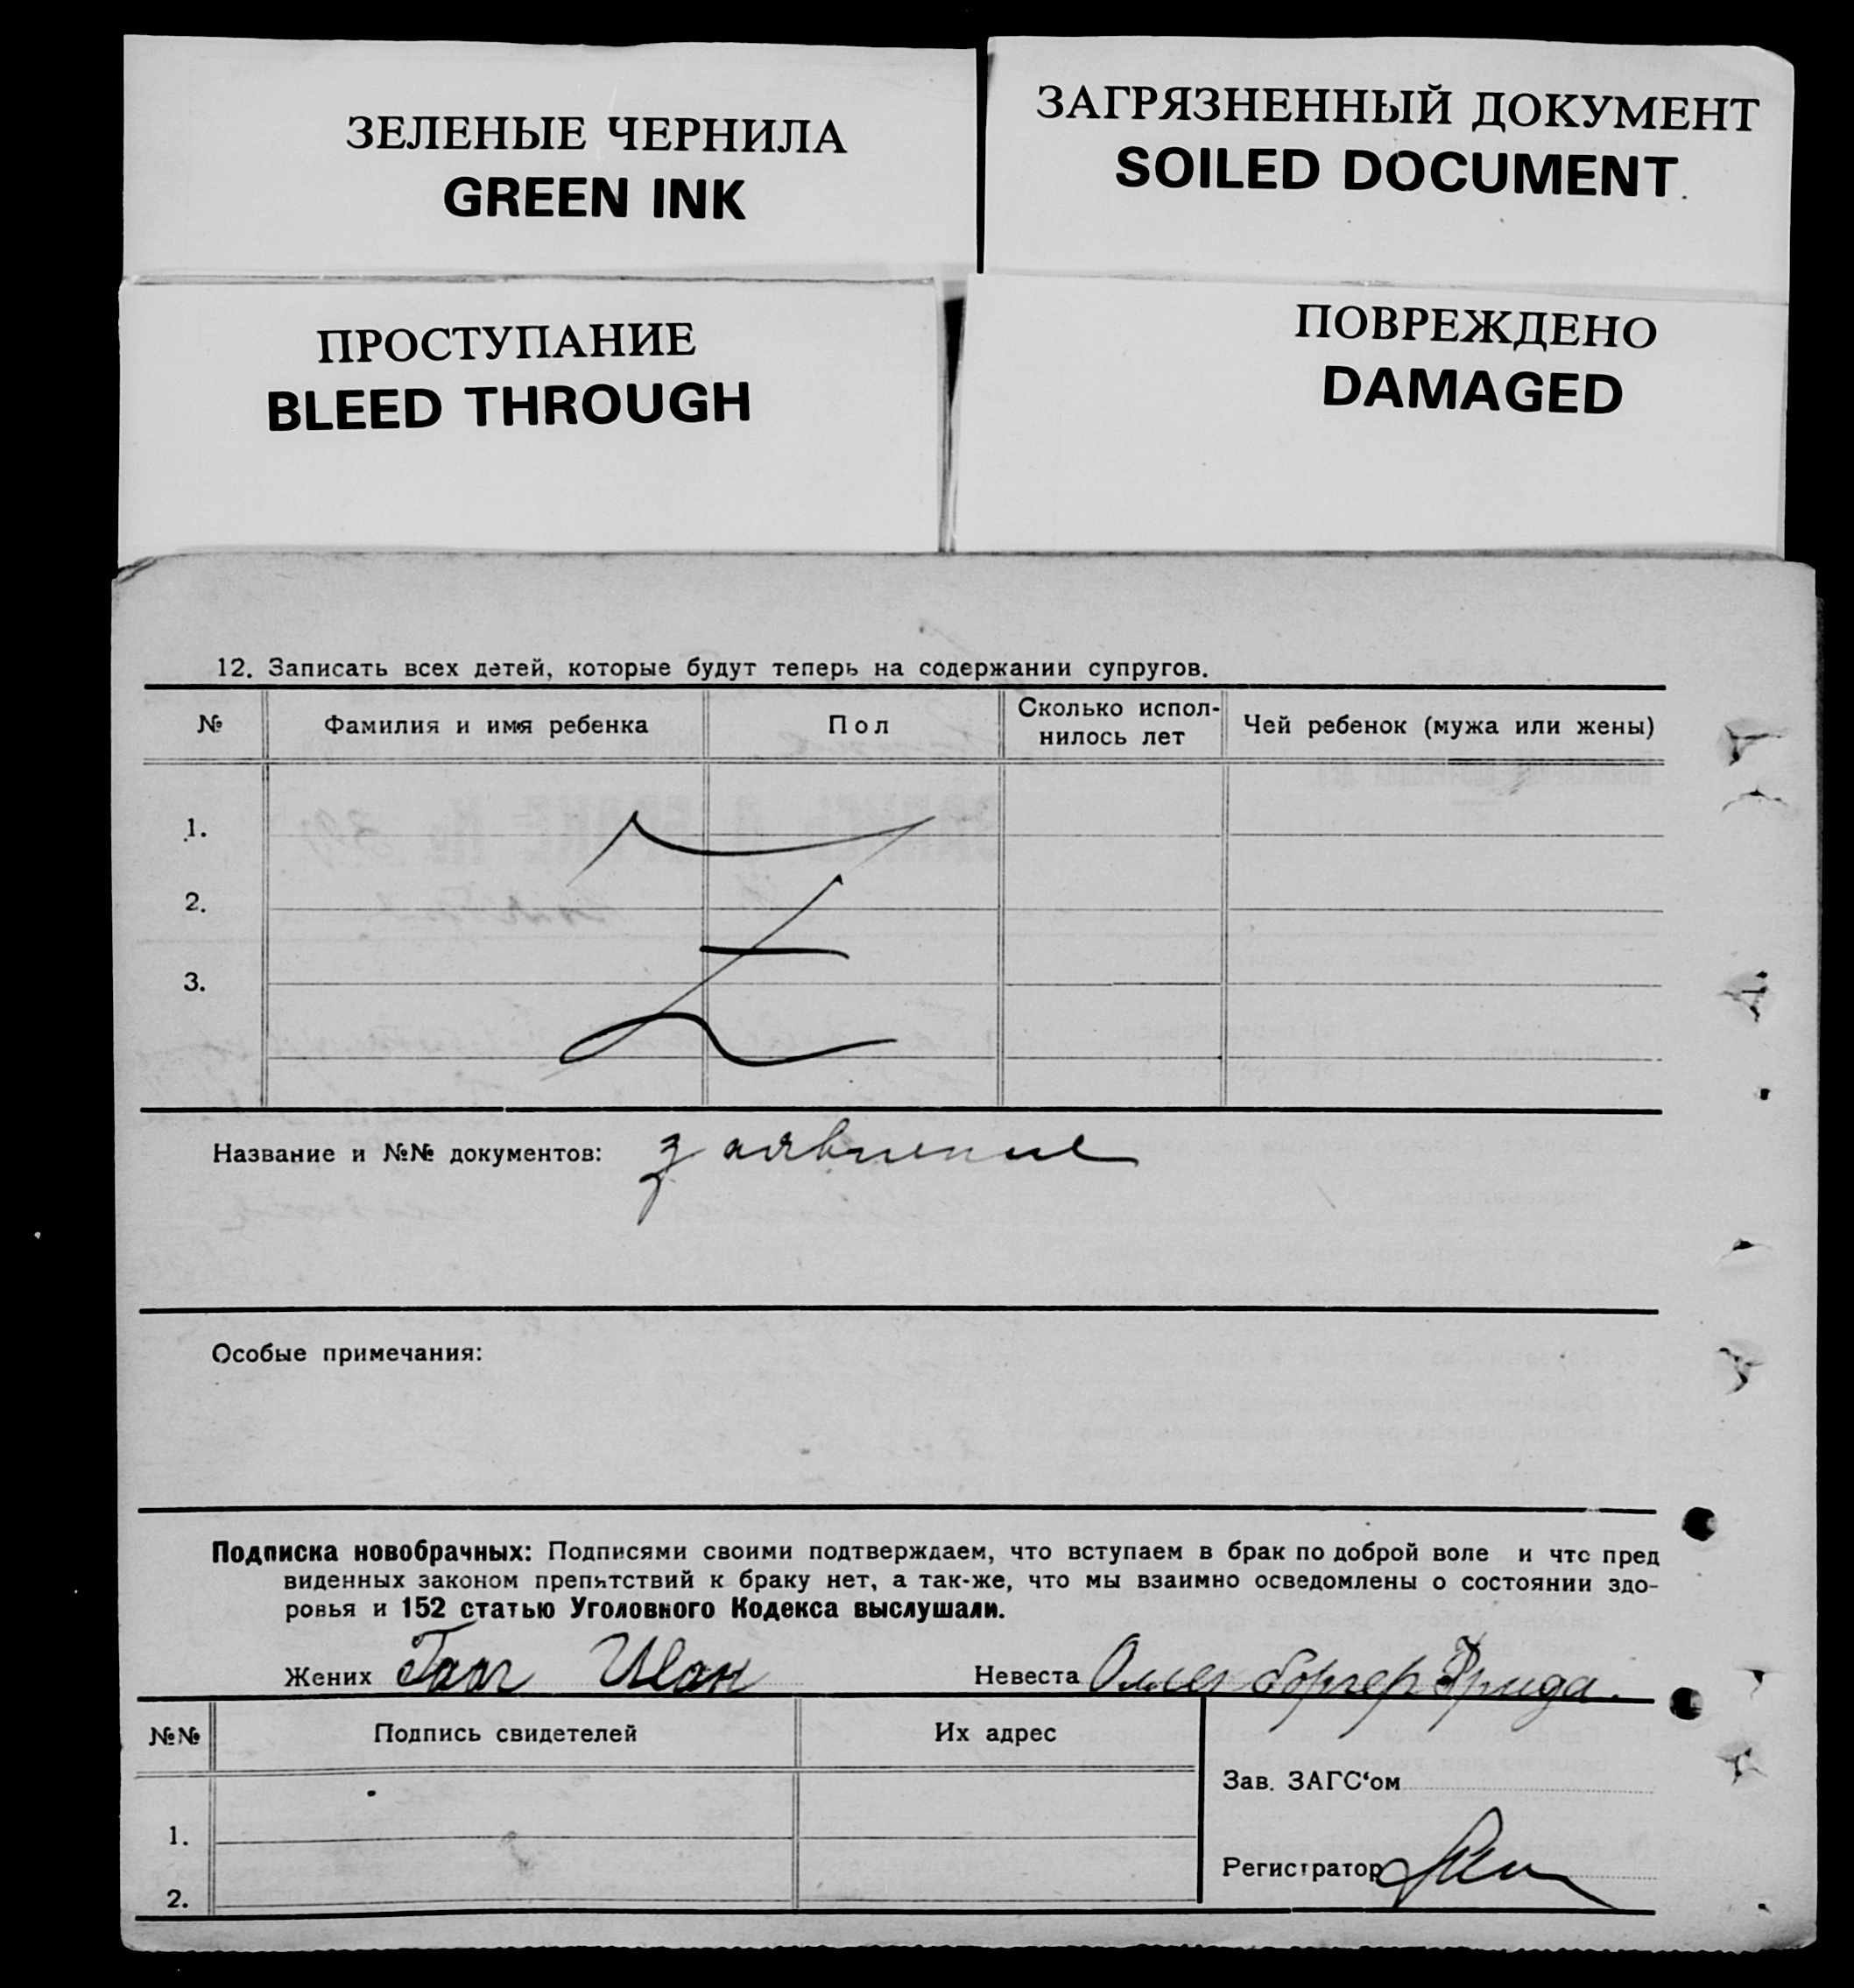 ЗЕЛЕНЫЕ ЧЕРНИЛА
GREEN INK
ЗАГРЯЗНЕННЫЙ ДОКУМЕНТ
SOILED DOCUMENT
ПРОСТУПАНИЕ
BLEED THROUGH
ПОВРЕЖДЕНО
DAMAGED
12. Записать всех детей, которые будут теперь на содержании супругов.
№ Фамилия и имя ребенка Пол Сколько испол-нилось лет Чей ребенок (мужа или жены)
1.
2.
3.
Название и №№ документов: заявление
Особые примечания:
Подписка новобрачных: Подписями своими подтверждаем, что вступаем в брак по доброй воле и что пред
виденных законом препятствий к браку нет, а так-же, что мы взаимно осведомлены о состоянии здо-
ровья и 152 статью Уголовного Кодекса выслушали.
Жених Гааг Иван Невеста Фрида.
№№ Подпись свидетелей Их адрес
Зав. ЗАГС‘ом
1.
Регистратор
2.